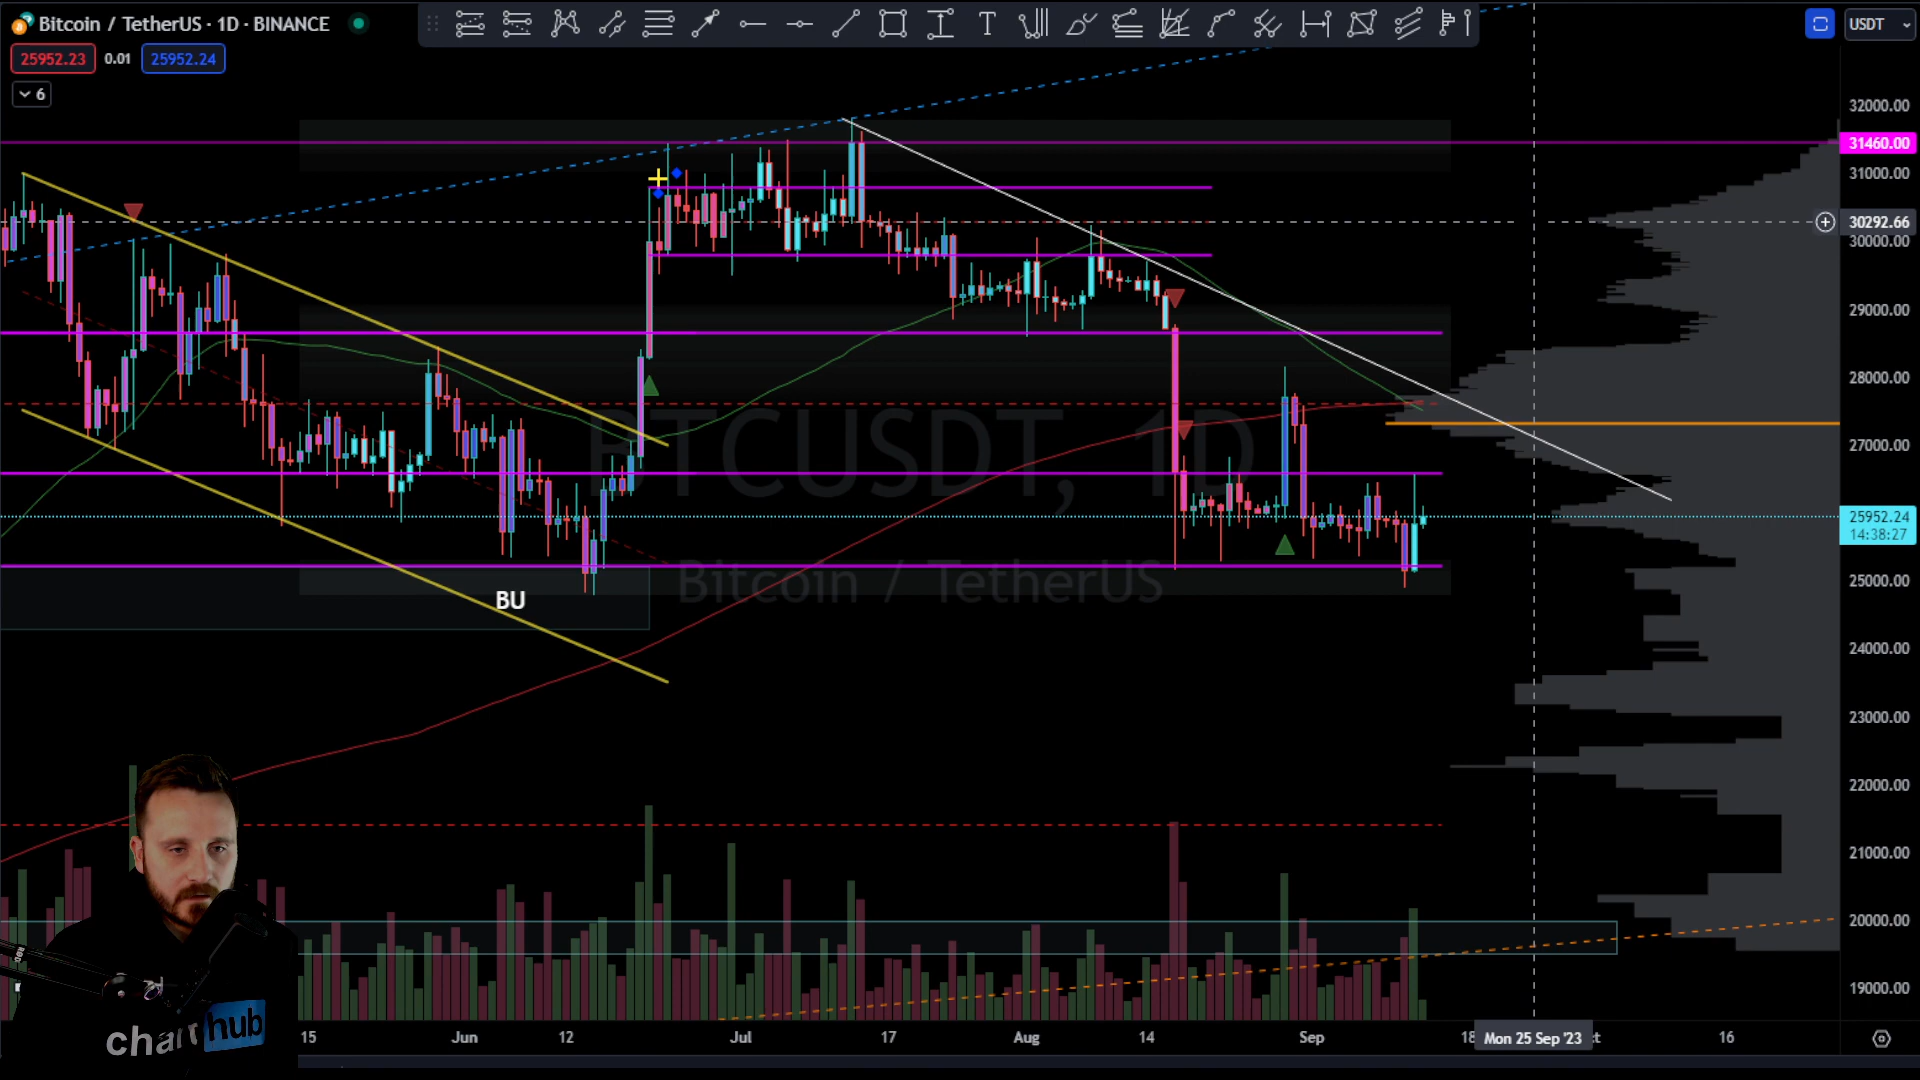 Bitcoin / TetherUS · 1D · BINANCE
USDT
25952.23 0.01 25952.24
6
32000.00
31460.00
31000.00
30292.66
30000.00
29000.00
28000.00
27000.00
25952.24
14:38:27
25000.00
24000.00
23000.00
22000.00
21000.00
20000.00
19000.00
BTCUSDT, 1D
Bitcoin / TetherUS
BU
RØDE
chart hub
15 Jun 12 Jul 17 Aug 14 Sep 18 Mon 25 Sep '23 16